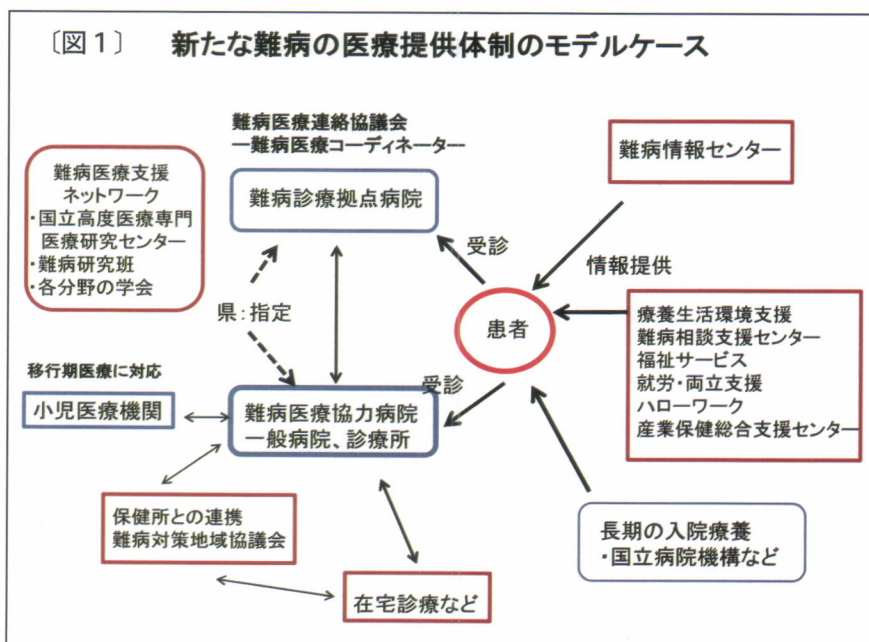 〔図1〕 新たな難病の医療提供体制のモデルケース
難病医療連絡協議会
ー難病医療コーディネーター
難病情報センター
難病医療支援
ネットワーク
・国立高度医療専門
医療研究センター
・難病研究班
・各分野の学会
難病診療拠点病院
受診
情報提供
県:指定
患者
療養生活環境支援
難病相談支援センター
福祉サービス
就労・両立支援
ハローワーク
産業保健総合支援センター
移行期医療に対応
小児医療機関
受診
難病医療協力病院
一般病院、診療所
保健所との連携
難病対策地域協議会
長期の入院療養
・国立病院機構など
在宅診療など